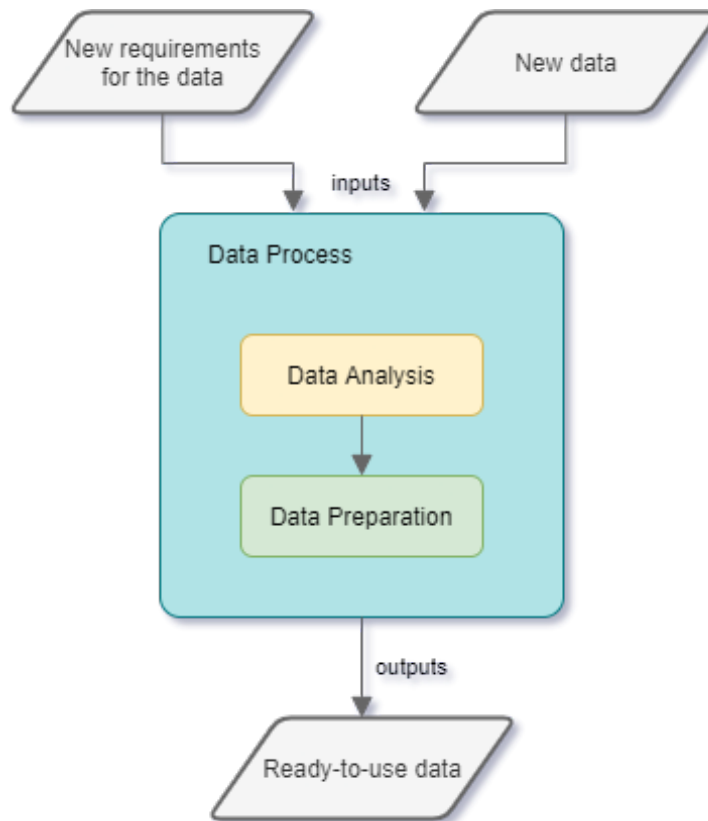 New requirements
for the data
New data
inputs
Data Process
Data Analysis
Data Preparation
outputs
Ready-to-use data